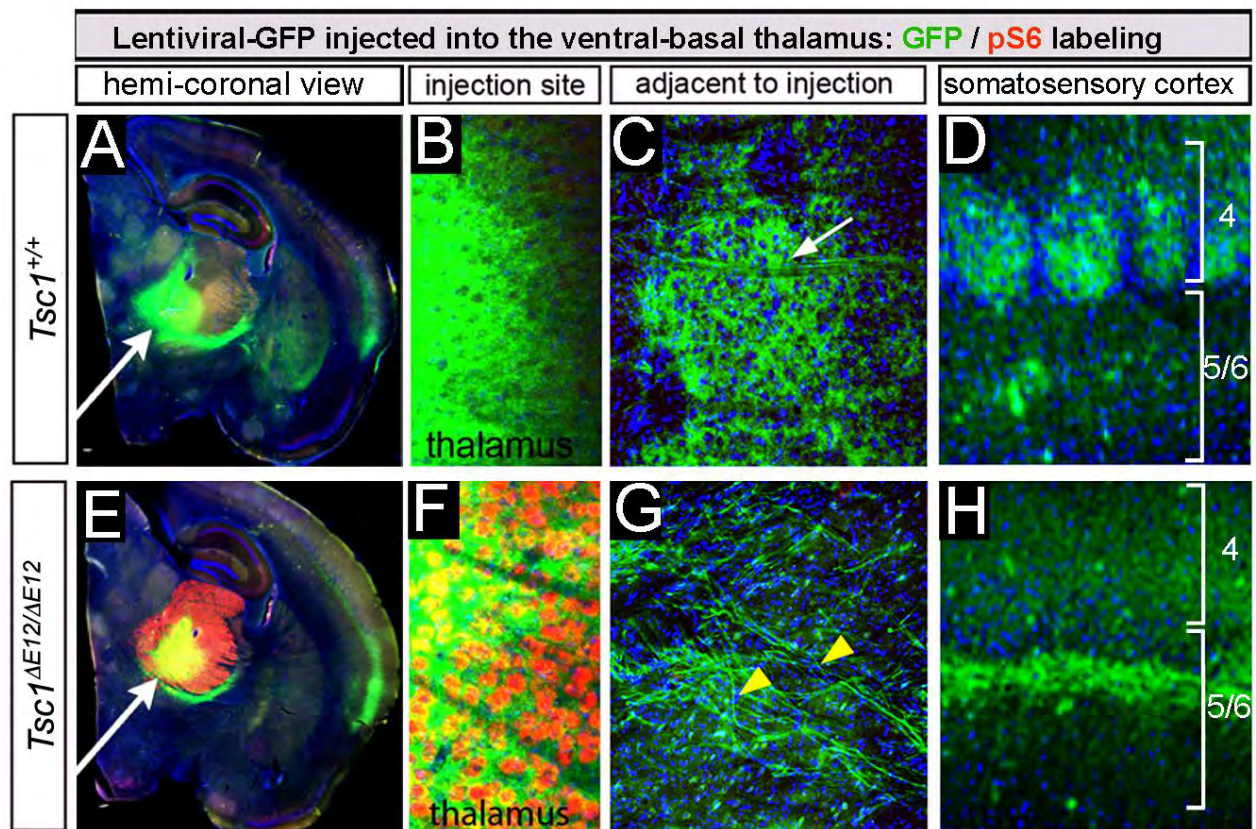 Lentiviral-GFP injected into the ventral-basal thalamus: GFP / pS6 labeling
hemi-coronal view
injection site
adjacent to injection
somatosensory cortex
Tsc1+/+
A
B
thalamus
C
D
4
5/6
Tsc1ΔE12/ΔE12
E
F
thalamus
G
H
4
5/6